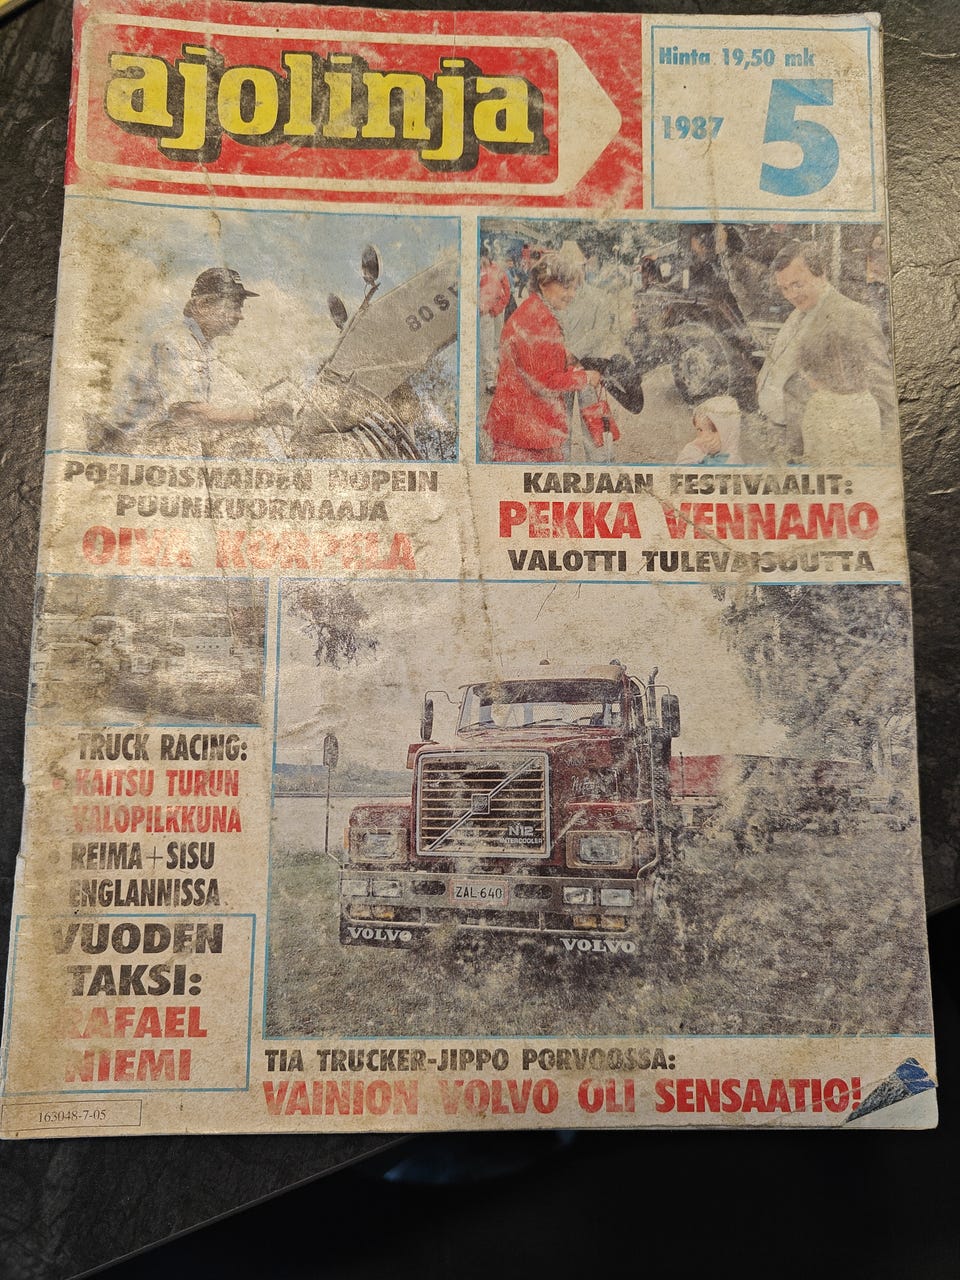 ajolinja
Hinta 19,50 mk
1987
5
80 S
POHJOISMAIDEN NOPEIN
PUUNKUORMAAJA
OIVA
KARJAAN FESTIVAALIT:
PEKKA VENNAMO
VALOTTI TULEVAISUUTTA
TRUCK RACING:
• KAITSU TURUN
VALOPILKKUNA
• REIMA+SISU
ENGLANNISSA
VUODEN
TAKSI:
RAFAEL
NIEMI
N12
INTERCOOLER
ZAL-640
VOLVO
VOLVO
TIA TRUCKER-JIPPO PORVOOSSA:
VAINION VOLVO OLI SENSAATIO!
163048-7-05